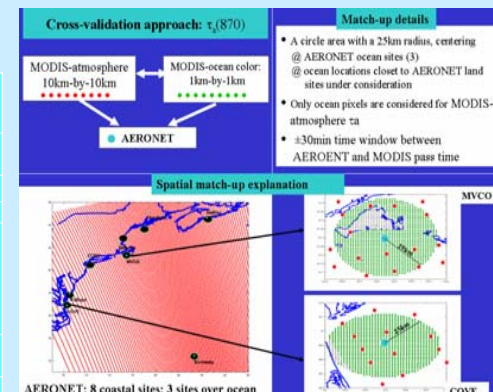 Cross-validation approach: τa(870)
MODIS-atmosphere
10km-by-10km
MODIS-ocean color:
1km-by-1km
AERONET
Match-up details
• A circle area with a 25km radius, centering
@ AERONET ocean sites (3)
@ ocean locations close to AERONET land
sites under consideration
• Only ocean pixels are considered for MODIS-
atmosphere τa
• ±30min time window between
AEROENT and MODIS pass time
Spatial match-up explanation
MVCO
25km
25km
COVE
AERONET: 8 coastal sites; 3 sites over ocean